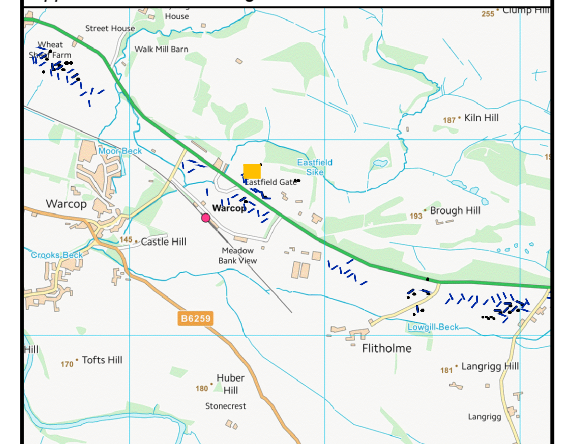 255 Clump Hill
House
Street House
Walk Mill Barn
Wheat
Farm
187 Kiln Hill
Moor Beck
Eastfield
Sike
Eastfield Gate
Warcop
Warcop
193 Brough Hill
145 Castle Hill
Crooks Beck
Meadow
Bank View
B6259
Lowgill Beck
Flitholme
Hill
170 Tofts Hill
181 Langrigg Hill
180 Huber
Hill
Stonecrest
Langrigg